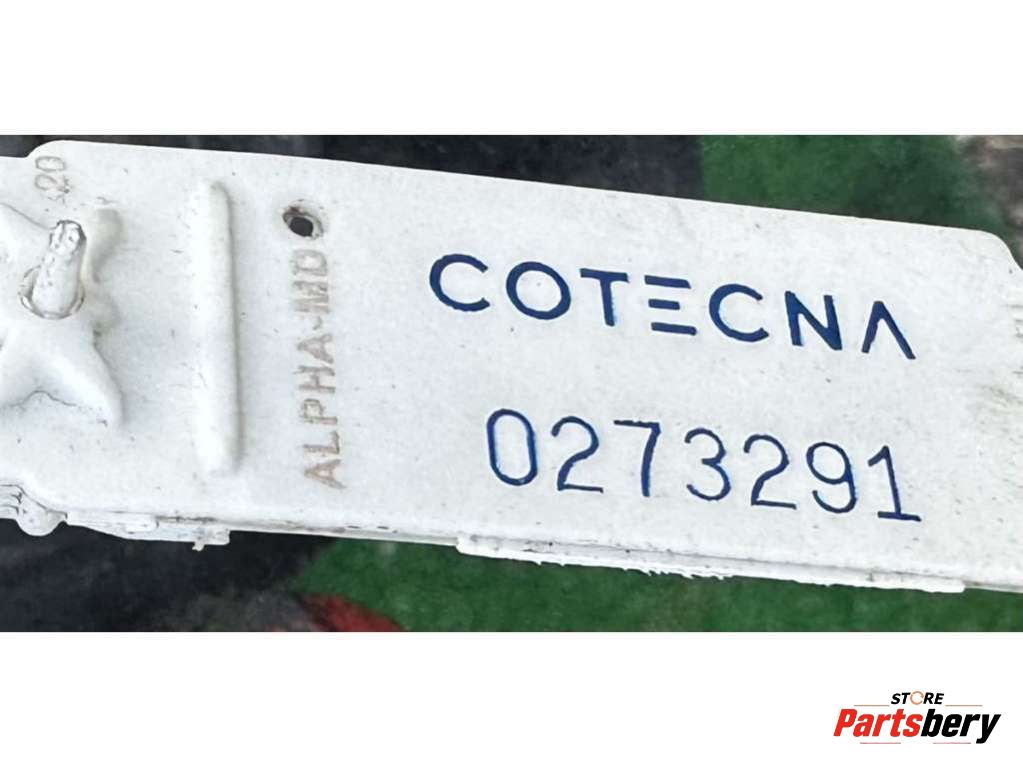 ALPHA-MD
COTECNA
0273291
STORE
Partsbery